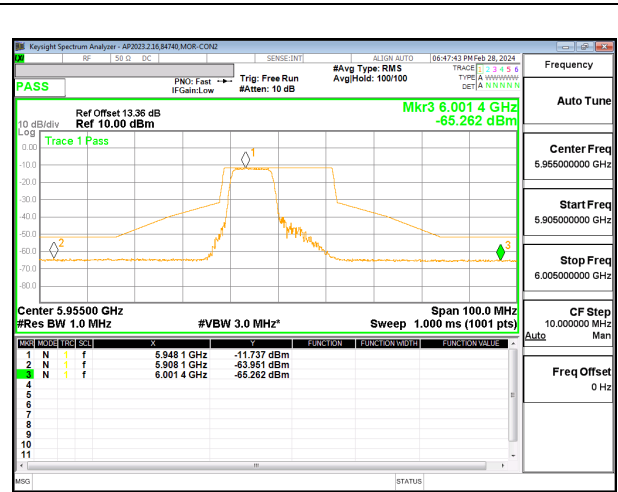 Keysight Spectrum Analyzer - AP2023.2.16,84740,MOR-CON2
RF 50 Ω DC SENSE:INT ALIGN AUTO 06:47:43 PM Feb 28, 2024
PASS
PNO: Fast
IFGain:Low
Trig: Free Run
#Atten: 10 dB
#Avg Type: RMS
Avg|Hold: 100/100
TRACE 1 2 3 4 5 6
TYPE A WWWWW
DET A N N N N N
Frequency
Ref Offset 13.36 dB
Ref 10.00 dBm
10 dB/div
Log
Mkr3 6.001 4 GHz
-65.262 dBm
Trace 1 Pass
0.00
-10.0
-20.0
-30.0
-40.0
-50.0
-60.0
-70.0
-80.0
1
2
3
Center 5.95500 GHz
#Res BW 1.0 MHz
#VBW 3.0 MHz*
Span 100.0 MHz
Sweep 1.000 ms (1001 pts)
MKR MODE TRC SCL X Y FUNCTION FUNCTION WIDTH FUNCTION VALUE
1 N 1 f 5.948 1 GHz -11.737 dBm
2 N 1 f 5.908 1 GHz -63.951 dBm
3 N 1 f 6.001 4 GHz -65.262 dBm
4
5
6
7
8
9
10
11
MSG STATUS
Auto Tune
Center Freq
5.955000000 GHz
Start Freq
5.905000000 GHz
Stop Freq
6.005000000 GHz
CF Step
10.000000 MHz
Auto Man
Freq Offset
0 Hz